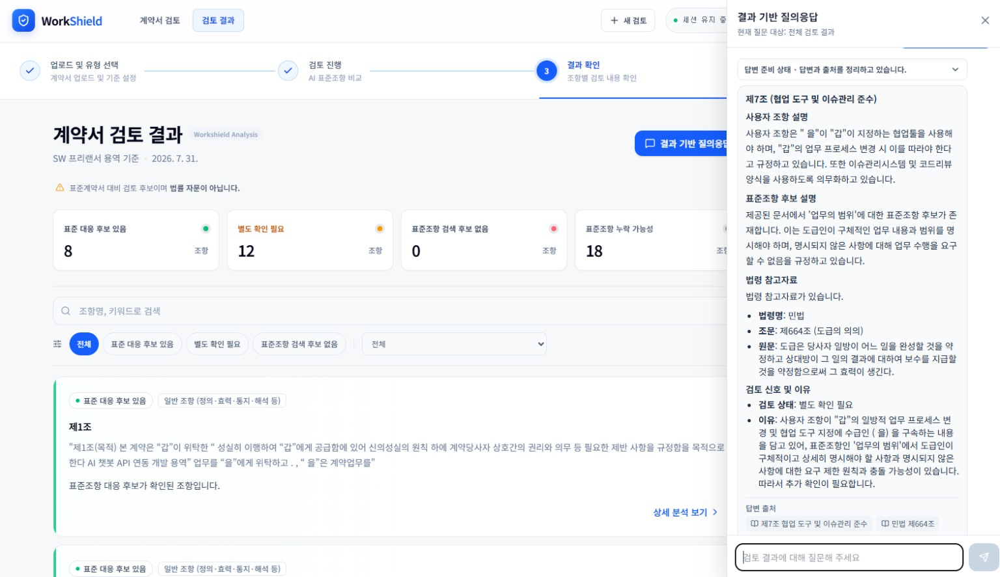 WorkShield
계약서 검토
검토 결과
새 검토
세션 유지 중
업로드 및 유형 선택
계약서 업로드 및 기준 설정
검토 진행
AI 표준조항 비교
3
결과 확인
조항별 검토 내용 확인
계약서 검토 결과
Workshield Analysis
SW 프리랜서 용역 기준 · 2026. 7. 31.
결과 기반 질의응답
표준계약서 대비 검토 후보이며 법률 자문이 아닙니다.
표준 대응 후보 있음
8
조항
별도 확인 필요
12
조항
표준조항 검색 후보 없음
0
조항
표준조항 누락 가능성
18
조항명, 키워드로 검색
전체
표준 대응 후보 있음
별도 확인 필요
표준조항 검색 후보 없음
전체
표준 대응 후보 있음
일반 조항 (정의·효력·통지·해석 등)
제1조
"제1조(목적) 본 계약은 “갑”이 위탁한 “ 성실히 이행하여 “갑”에게 공급함에 있어 신의성실의 원칙 하에 계약당사자 상호간의 권리와 의무 등 필요한 제반 사항을 규정함을 목적으로
한다 AI 챗봇 API 연동 개발 용역” 업무를 “을”에게 위탁하고 . , “ 을”은 계약업무를"
표준조항 대응 후보가 확인된 조항입니다.
상세 분석 보기
표준 대응 후보 있음
일반 조항 (정의·효력·통지·해석 등)
결과 기반 질의응답
현재 질문 대상: 전체 검토 결과
답변 준비 상태 · 답변과 출처를 정리하고 있습니다.
제7조 (협업 도구 및 이슈관리 준수)
사용자 조항 설명
사용자 조항은 " 을"이 "갑"이 지정하는 협업툴을 사용해
야 하며, "갑"의 업무 프로세스 변경 시 이를 따라야 한다
고 규정하고 있습니다. 또한 이슈관리시스템 및 코드리뷰
양식을 사용하도록 의무화하고 있습니다.
표준조항 후보 설명
제공된 문서에서 '업무의 범위'에 대한 표준조항 후보가 존
재합니다. 이는 도급인이 구체적인 업무 내용과 범위를 명
시해야 하며, 명시되지 않은 사항에 대해 업무 수행을 요구
할 수 없음을 규정하고 있습니다.
법령 참고자료
법령 참고자료가 있습니다.
법령명: 민법
조문: 제664조 (도급의 의의)
원문: 도급은 당사자 일방이 어느 일을 완성할 것을 약
정하고 상대방이 그 일의 결과에 대하여 보수를 지급할
것을 약정함으로써 그 효력이 생긴다.
검토 신호 및 이유
검토 상태: 별도 확인 필요
이유: 사용자 조항이 "갑"의 일방적 업무 프로세스 변
경 및 협업 도구 지정에 수급인 ( 을) 을 구속하는 내용
을 담고 있어, 표준조항인 '업무의 범위'에서 도급인이
구체적이고 상세히 명시해야 할 사항과 명시되지 않은
사항에 대한 요구 제한 원칙과 충돌 가능성이 있습니다.
따라서 추가 확인이 필요합니다.
답변 출처
제7조 협업 도구 및 이슈관리 준수
민법 제664조
검토 결과에 대해 질문해 주세요